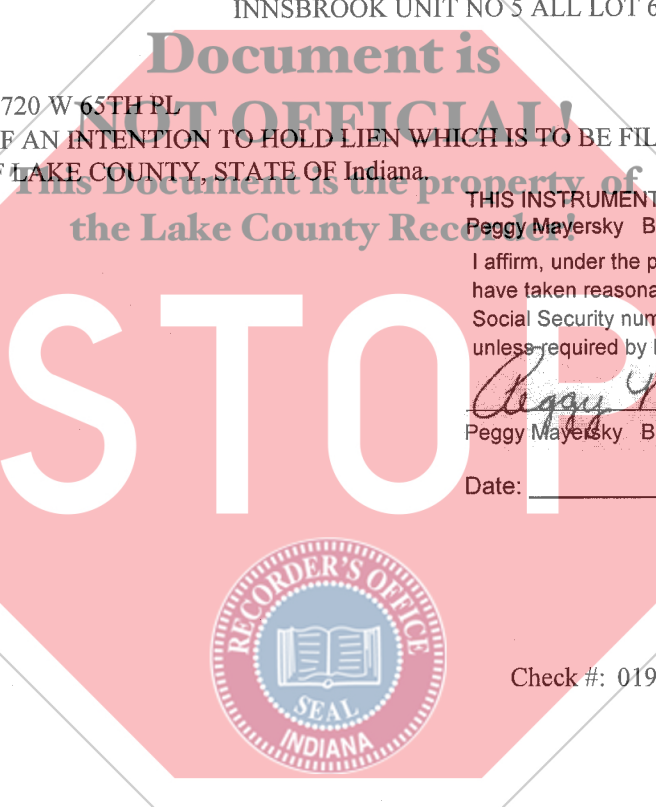 INNSBROOK UNIT NO 5 ALL LOT 6
Document is
720 W 65TH PL
NOT OFFICIAL!
F AN INTENTION TO HOLD LIEN WHICH IS TO BE FIL
LAKE COUNTY, STATE OF Indiana.
This Document is the property of
the Lake County Recorder!
THIS INSTRUMENT
Peggy Mayersky B
I affirm, under the p
have taken reasona
Social Security num
unless required by
STOP
Peggy
Peggy Mayersky B
Date:
RECORDER'S OFFICE
SEAL
INDIANA
Check #: 019